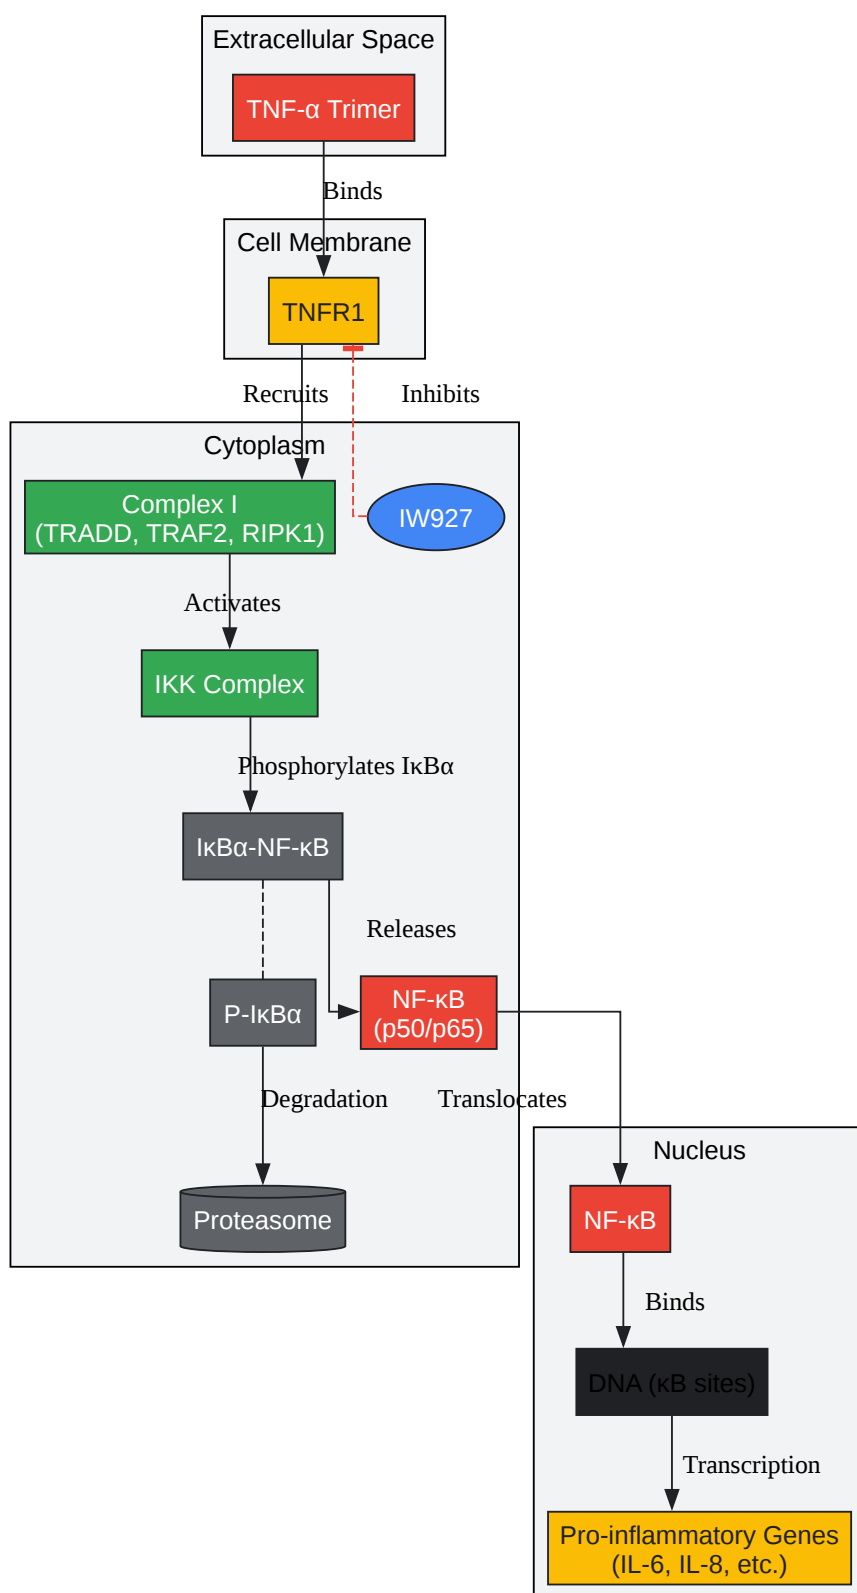 Extracellular Space
TNF-α Trimer
Binds
Cell Membrane
TNFR1
Recruits
Inhibits
Cytoplasm
Complex I
(TRADD, TRAF2, RIPK1)
IW927
Activates
IKK Complex
Phosphorylates IκBα
IκBα-NF-κB
Releases
P-IκBα
NF-κB
(p50/p65)
Degradation
Translocates
Nucleus
Proteasome
NF-κB
Binds
DNA (κB sites)
Transcription
Pro-inflammatory Genes
(IL-6, IL-8, etc.)